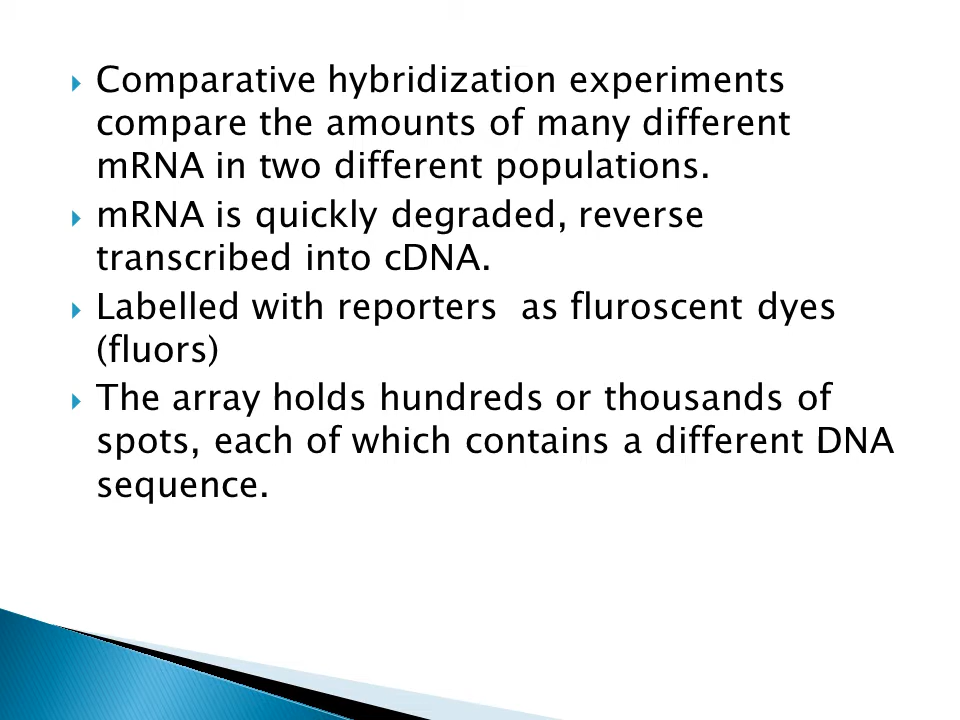 Comparative hybridization experiments
compare the amounts of many different
mRNA in two different populations.
mRNA is quickly degraded, reverse
transcribed into cDNA.
Labelled with reporters  as fluroscent dyes
(fluors)
The array holds hundreds or thousands of
spots, each of which contains a different DNA
sequence.